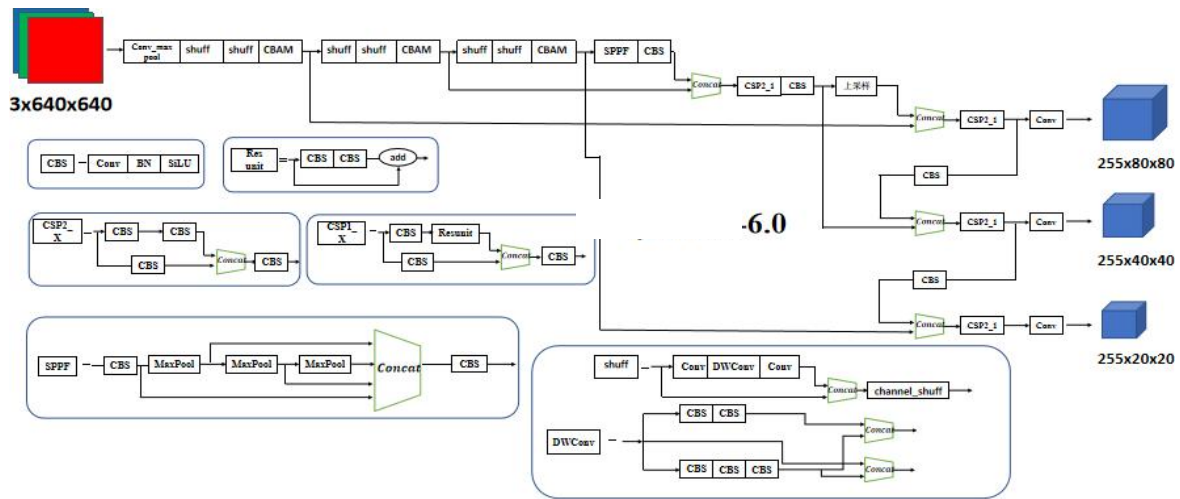 Conv_max
pool
shuff
shuff
CBAM
shuff
shuff
CBAM
shuff
shuff
CBAM
SPPF
CBS
Concat
CSP2_1
CBS
上采样
Concat
CSP2_1
Conv
3x640x640
255x80x80
CBS
Conv
BN
SiLU
Res
unit
=
CBS
CBS
add
CBS
CSP2_
X
CBS
CBS
CBS
Concat
CBS
CSP1_
X
CBS
Resunit
CBS
Concat
CBS
-6.0
Concat
CSP2_1
Conv
255x40x40
CBS
Concat
CSP2_1
Conv
255x20x20
SPPF
CBS
MaxPool
MaxPool
MaxPool
Concat
CBS
shuff
Conv
DWConv
Conv
Concat
channel_shuff
DWConv
CBS
CBS
Concat
CBS
CBS
CBS
Concat